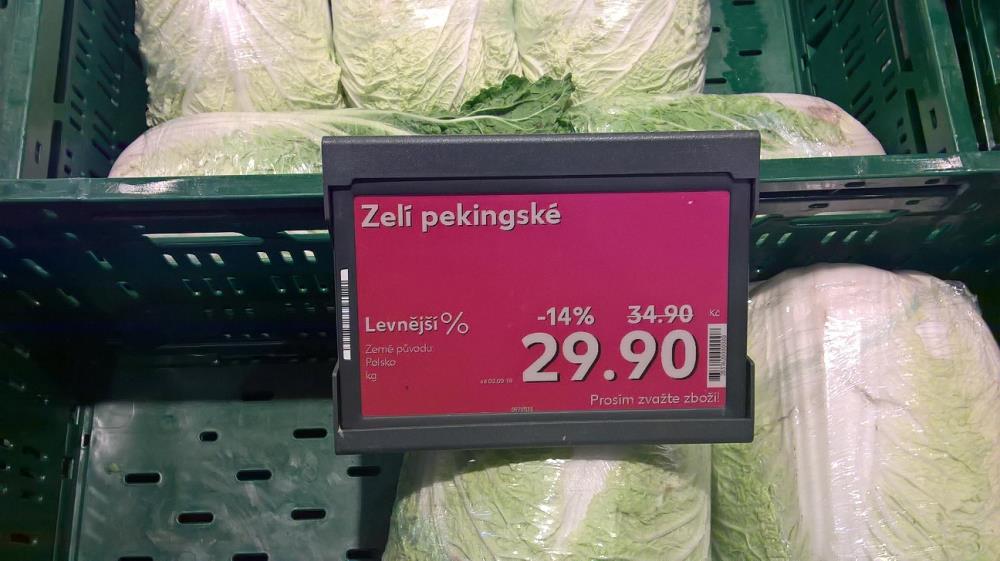 Zelí pekingské
-14% 34.90 Kč
Levnější %
29.90
Země původu:
Polsko
kg
Prosím zvažte zboží!